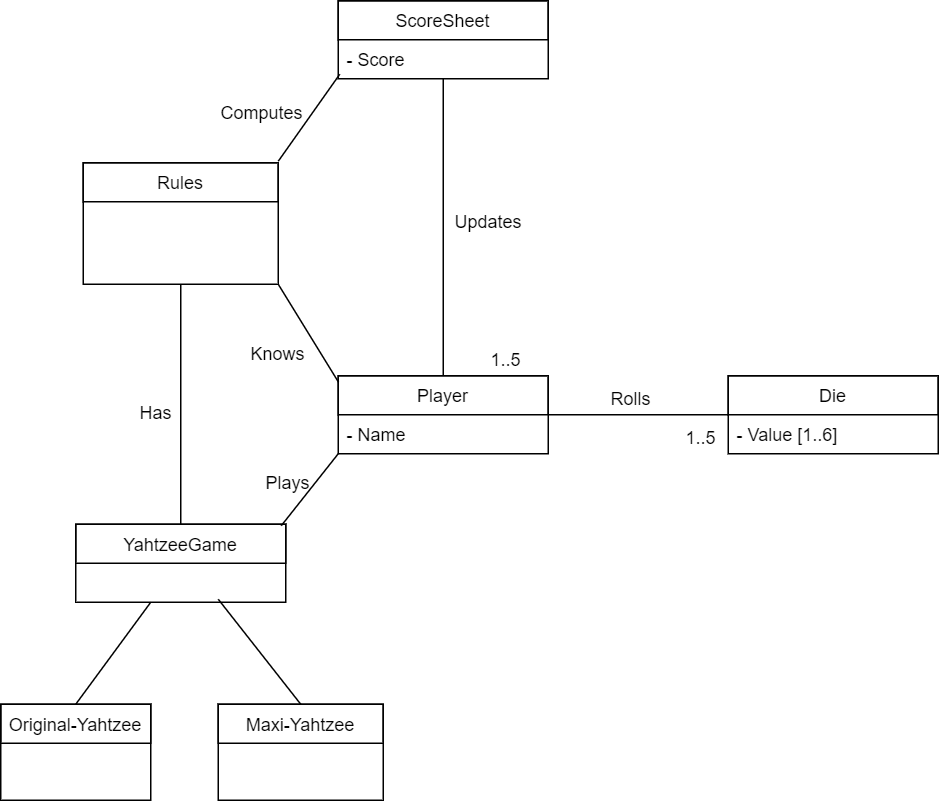 ScoreSheet
- Score
Computes
Rules
Updates
Knows
1..5
Player
Rolls
Die
Has
- Name
1..5
- Value [1..6]
Plays
YahtzeeGame
Original-Yahtzee
Maxi-Yahtzee